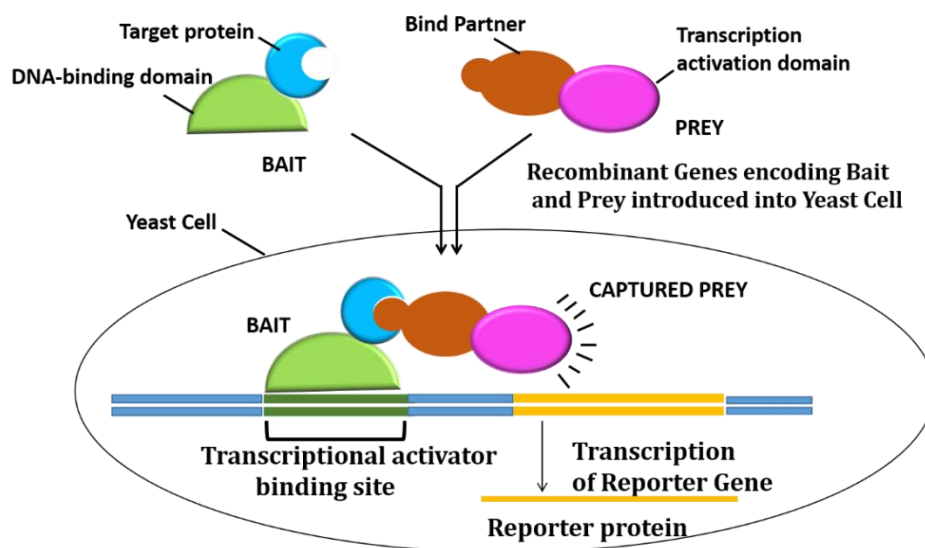 Target protein
DNA-binding domain
BAIT
Bind Partner
Transcription
activation domain
PREY
Recombinant Genes encoding Bait
and Prey introduced into Yeast Cell
Yeast Cell
BAIT
CAPTURED PREY
Transcriptional activator
binding site
Transcription
of Reporter Gene
Reporter protein